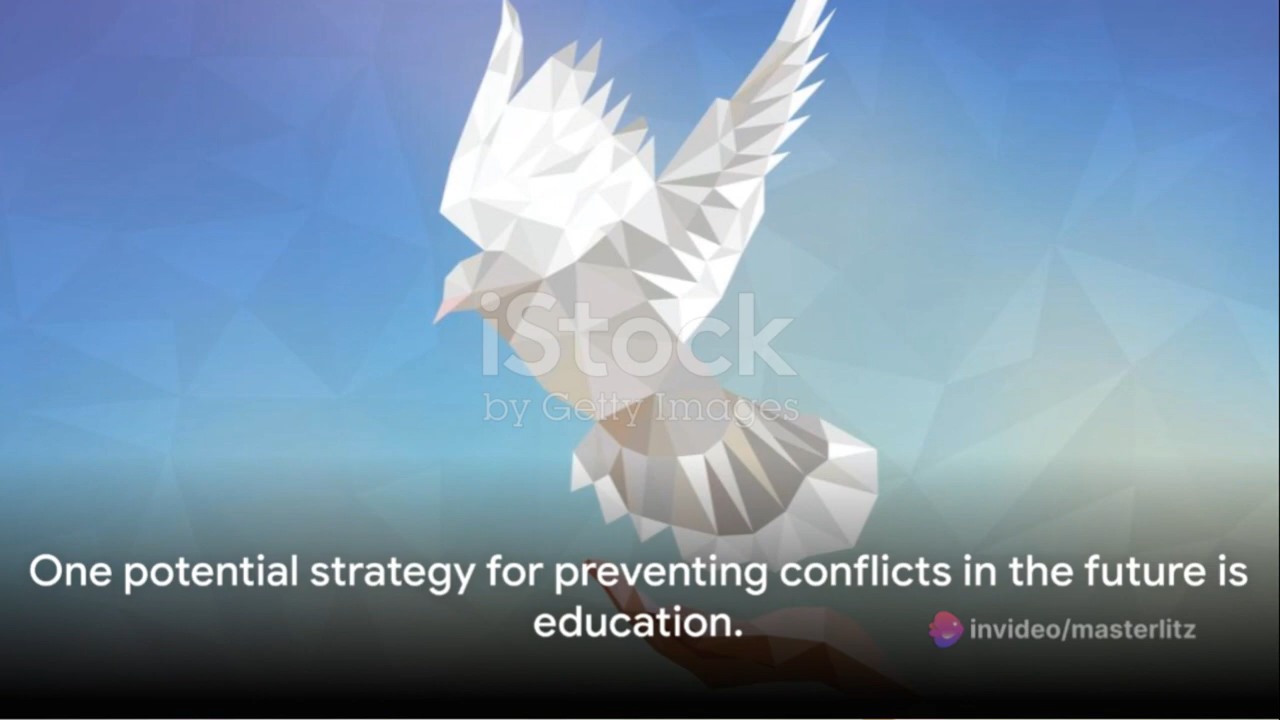 iStock
by Getty Images
One potential strategy for preventing conflicts in the future is
education.
invideo/masterlitz